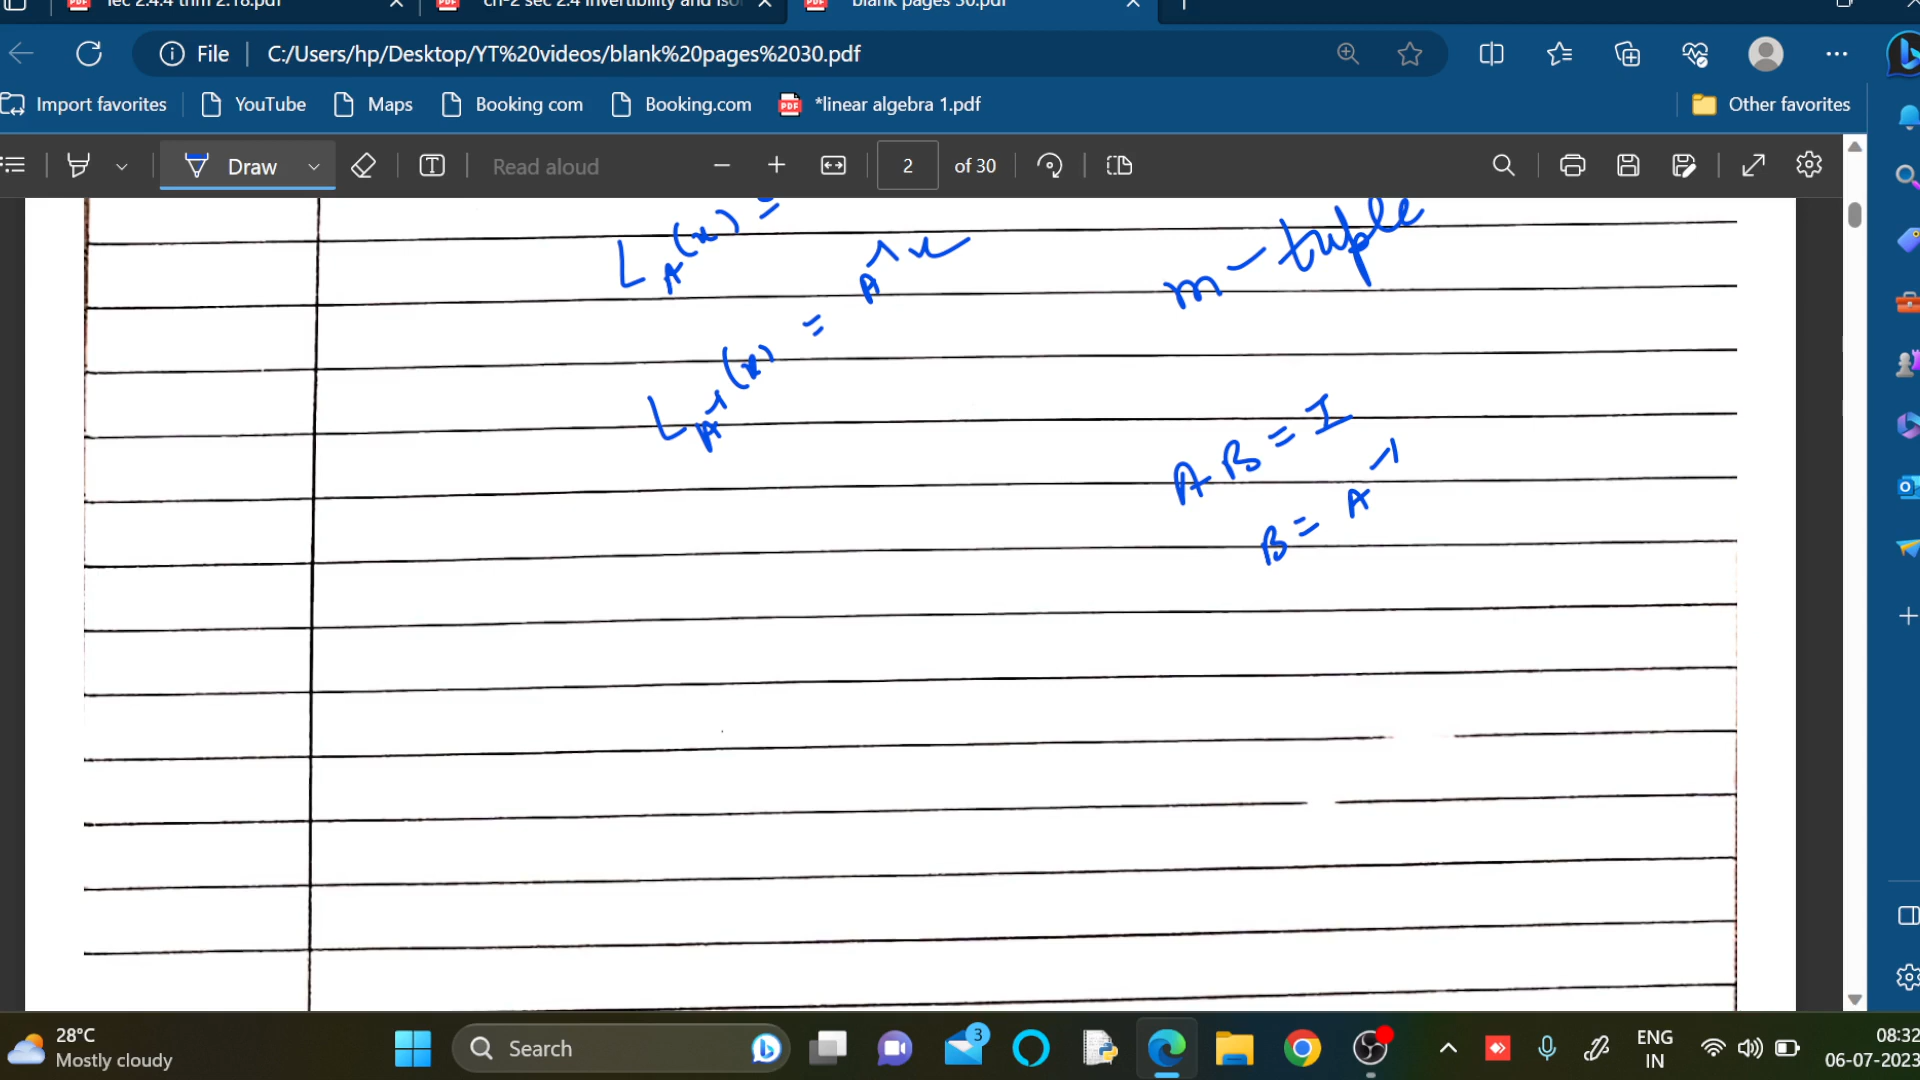 lec 2.4.4 thm 2.18.pdf
ch-2 sec 2.4 invertibility and iso
blank pages 30.pdf
File C:/Users/hp/Desktop/YT%20videos/blank%20pages%2030.pdf
Import favorites YouTube Maps Booking com Booking.com *linear algebra 1.pdf Other favorites
Draw Read aloud 2 of 30
L_A(x) =
m - tuple
L_A⁻¹(x) = A⁻¹x
AB = I
B = A⁻¹
28°C
Mostly cloudy
Search
3
ENG
IN
08:32
06-07-2023